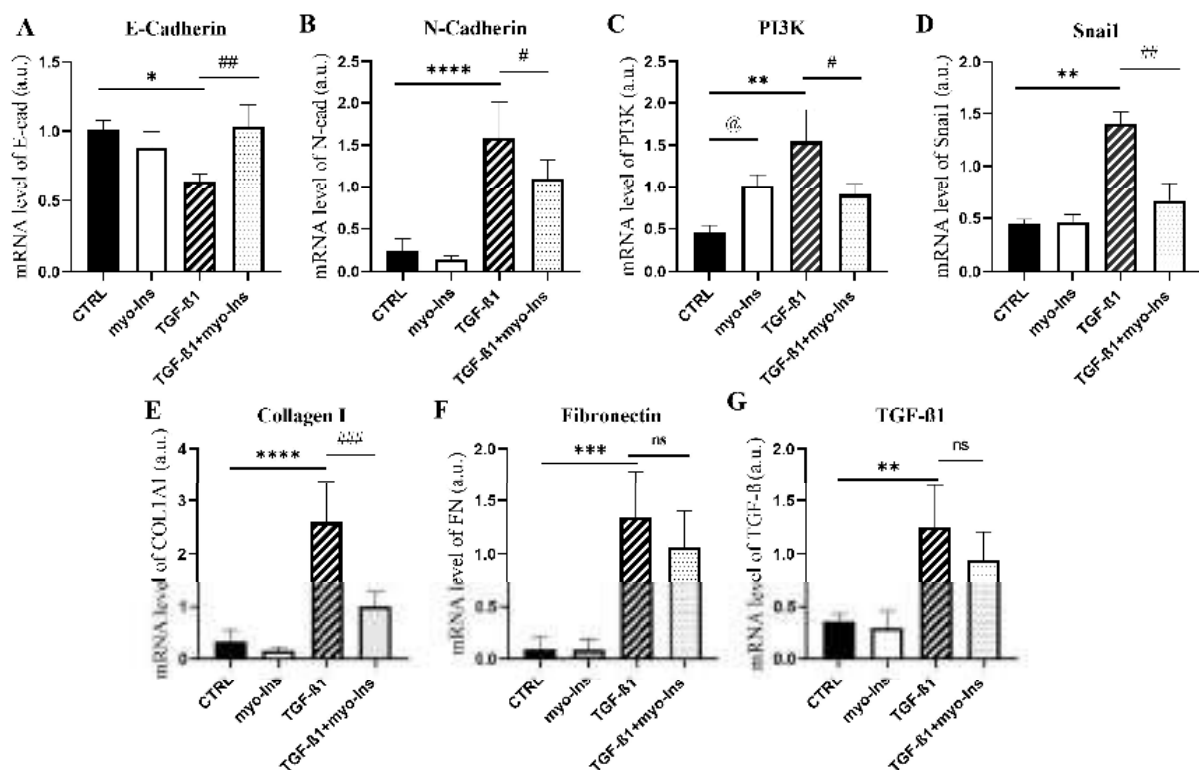 A
E-Cadherin
mRNA level of E-cad (a.u.)
1.5
1.0
0.5
0.0
*
##
CTRL
myo-Ins
TGF-ß1
TGF-ß1+myo-Ins
B
N-Cadherin
mRNA level of N-cad (a.u.)
2.5
2.0
1.5
1.0
0.5
0.0
****
#
CTRL
myo-Ins
TGF-ß1
TGF-ß1+myo-Ins
C
PI3K
mRNA level of PI3K (a.u.)
2.5
2.0
1.5
1.0
0.5
0.0
**
#
@
CTRL
myo-Ins
TGF-ß1
TGF-ß1+myo-Ins
D
Snail
mRNA level of Snail (a.u.)
2.0
1.5
1.0
0.5
0.0
**
##
CTRL
myo-Ins
TGF-ß1
TGF-ß1+myo-Ins
E
Collagen I
mRNA level of COL1A1 (a.u.)
4
3
2
1
0
****
###
CTRL
myo-Ins
TGF-ß1
TGF-ß1+myo-Ins
F
Fibronectin
mRNA level of FN (a.u.)
2.0
1.5
1.0
0.5
0.0
***
ns
CTRL
myo-Ins
TGF-ß1
TGF-ß1+myo-Ins
G
TGF-ß1
mRNA level of TGF-ß (a.u.)
2.0
1.5
1.0
0.5
0.0
**
ns
CTRL
myo-Ins
TGF-ß1
TGF-ß1+myo-Ins